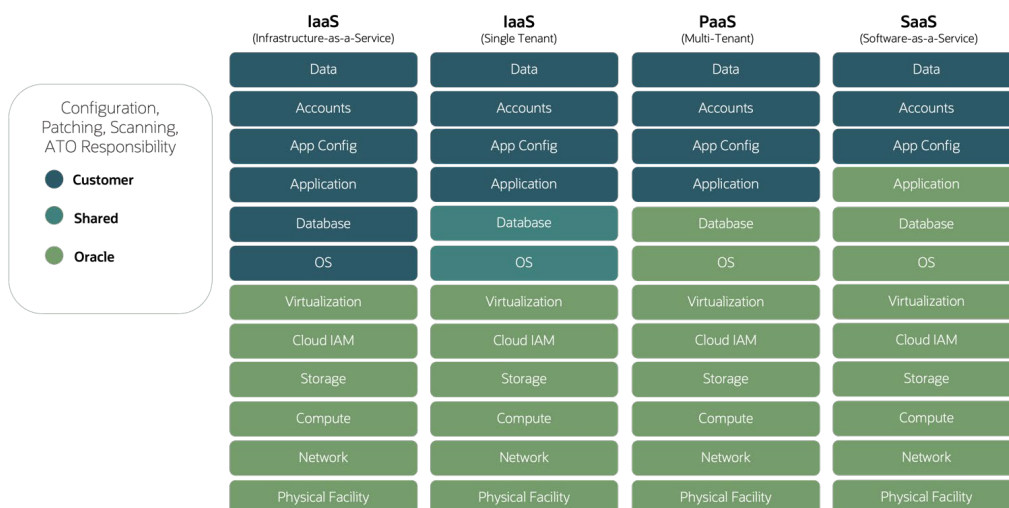 IaaS
(Infrastructure-as-a-Service)
IaaS
(Single Tenant)
PaaS
(Multi-Tenant)
SaaS
(Software-as-a-Service)
Configuration,
Patching, Scanning,
ATO Responsibility
Customer
Shared
Oracle
Data
Data
Data
Data
Accounts
Accounts
Accounts
Accounts
App Config
App Config
App Config
App Config
Application
Application
Application
Application
Database
Database
Database
Database
OS
OS
OS
OS
Virtualization
Virtualization
Virtualization
Virtualization
Cloud IAM
Cloud IAM
Cloud IAM
Cloud IAM
Storage
Storage
Storage
Storage
Compute
Compute
Compute
Compute
Network
Network
Network
Network
Physical Facility
Physical Facility
Physical Facility
Physical Facility